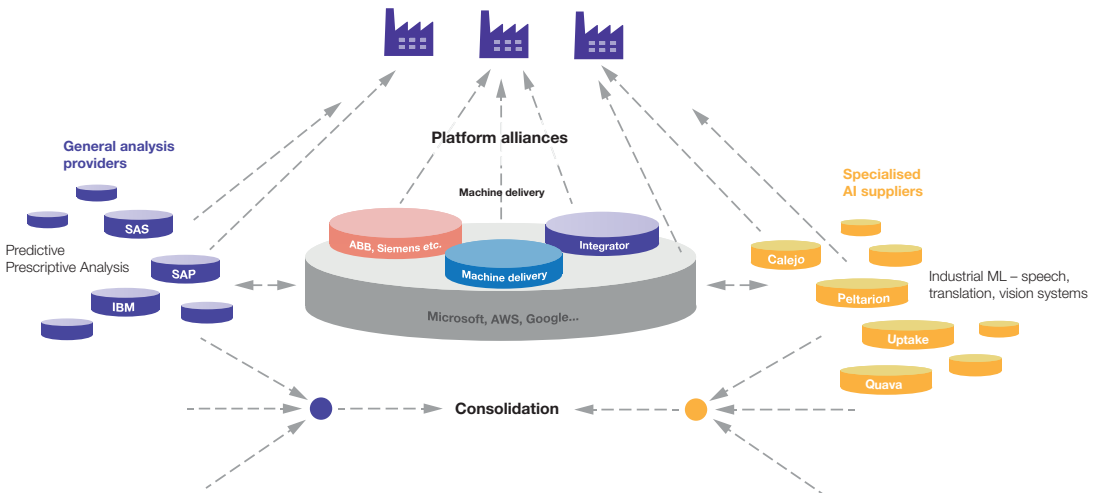 Platform alliances
General analysis
providers
Machine delivery
Specialised
AI suppliers
SAS
ABB, Siemens etc.
Integrator
Predictive
Prescriptive Analysis
SAP
Machine delivery
Calejo
Industrial ML – speech,
translation, vision systems
Peltarion
IBM
Microsoft, AWS, Google...
Uptake
Quava
Consolidation